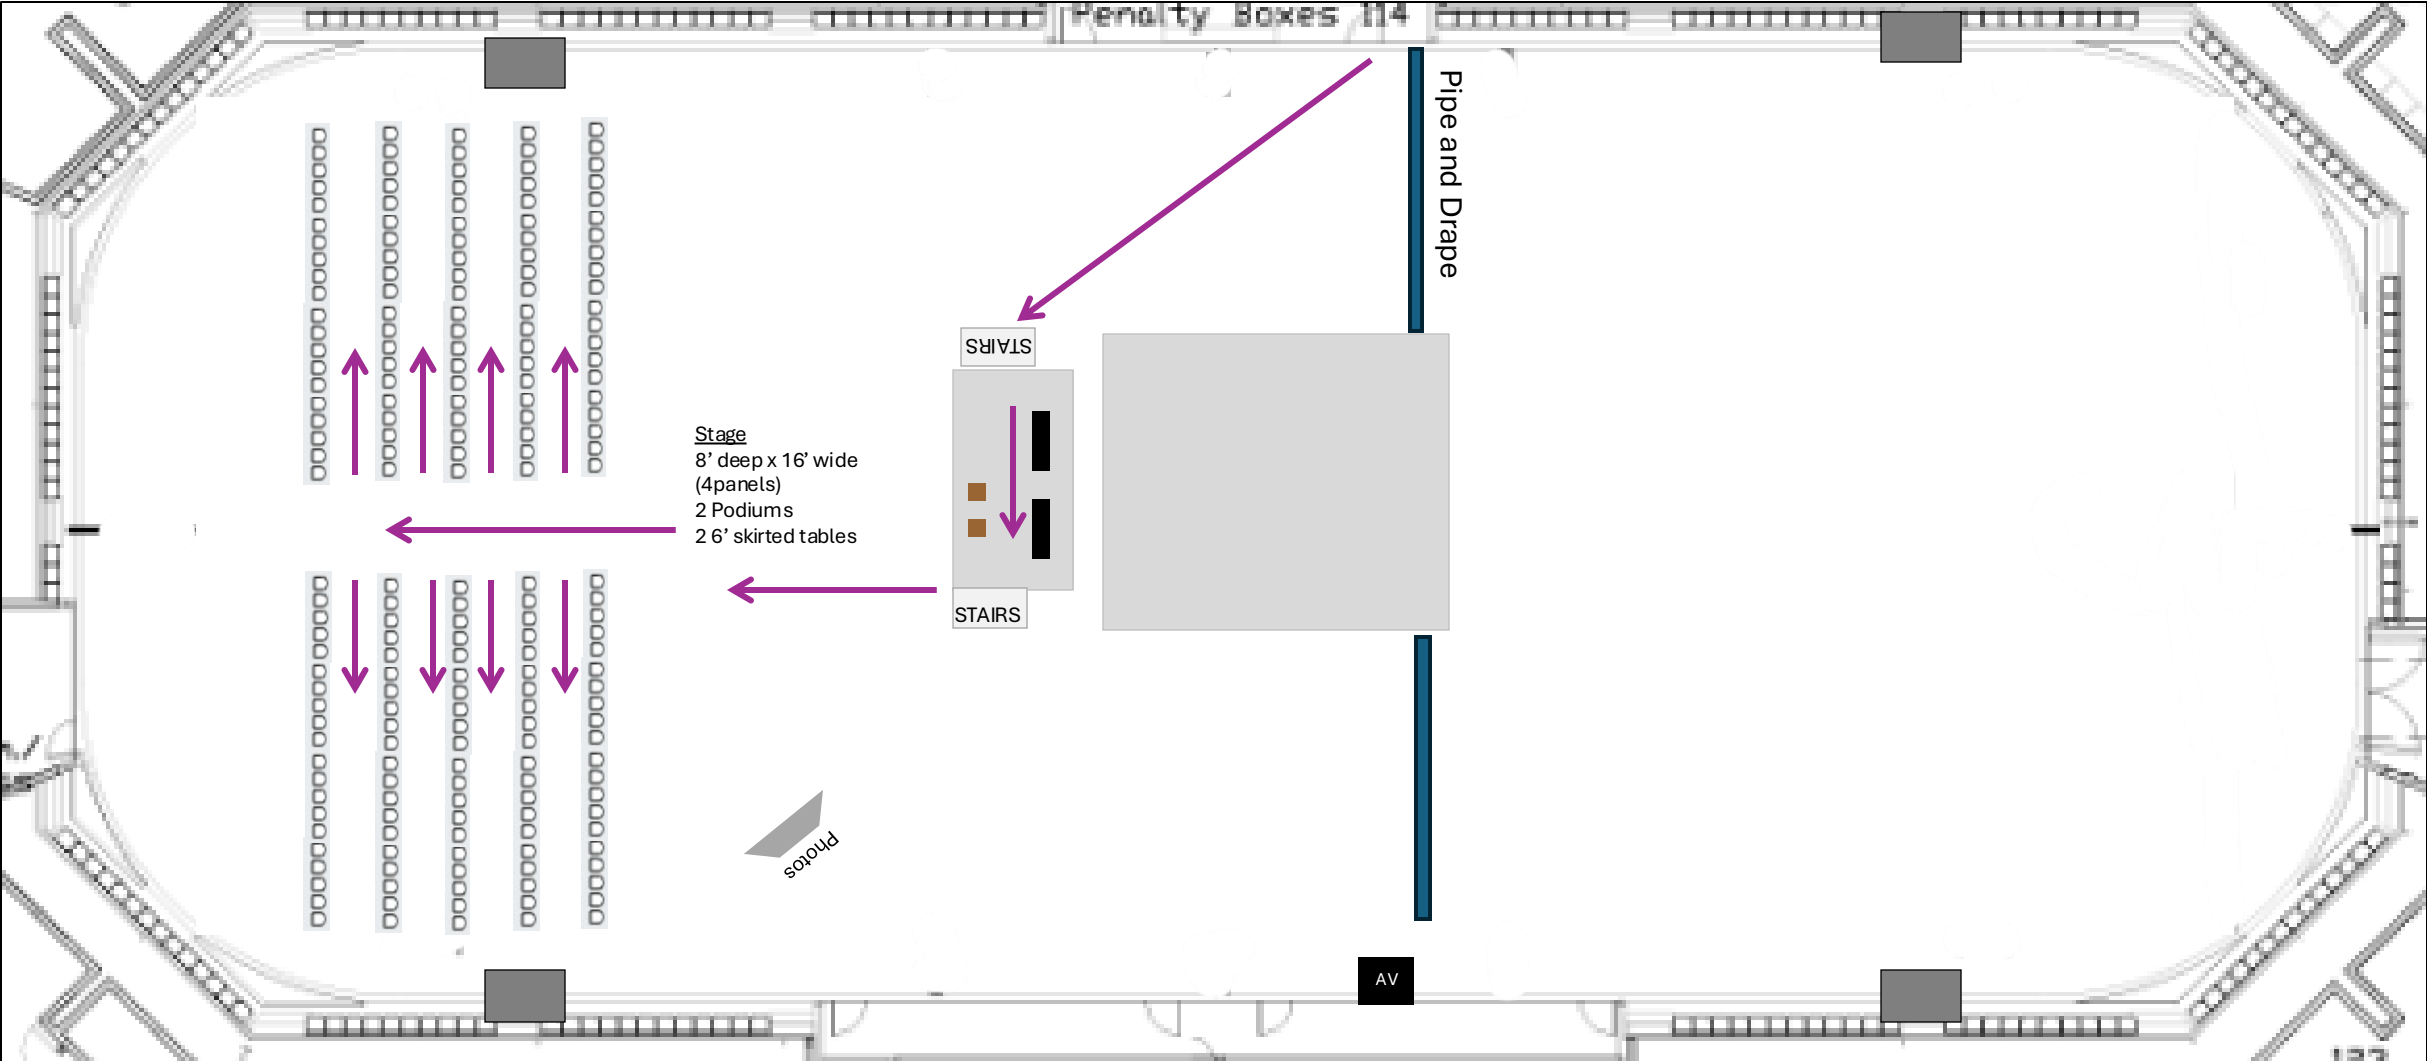 Penalty Boxes 114
Pipe and Drape
STAIRS
Stage
8' deep x 16' wide
(4panels)
2 Podiums
2 6' skirted tables
STAIRS
Photos
AV